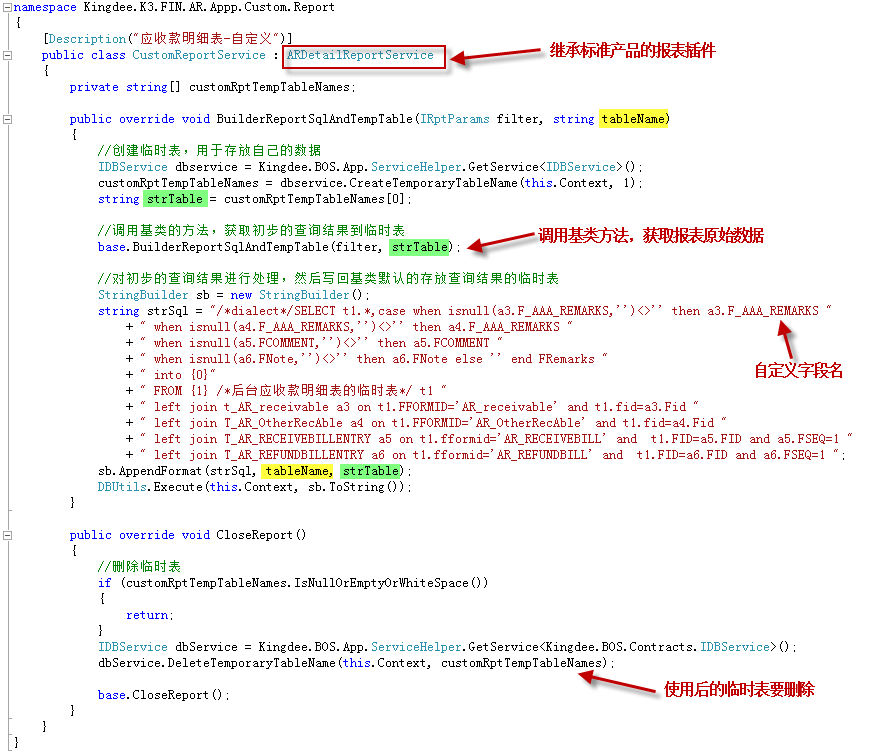 namespace Kingdee.K3.FIN.AR.Appp.Custom.Report
{
[Description("应收款明细表-自定义")]
public class CustomReportService : ARDetailReportService
继承标准产品的报表插件
{
private string[] customRptTempTableNames;
public override void BuilderReportSqlAndTempTable(IRptParams filter, string tableName)
{
//创建临时表，用于存放自己的数据
IDBService dbservice = Kingdee.BOS.App.ServiceHelper.GetService<IDBService>();
customRptTempTableNames = dbservice.CreateTemporaryTableName(this.Context, 1);
string strTable = customRptTempTableNames[0];
//调用基类的方法，获取初步的查询结果到临时表
base.BuilderReportSqlAndTempTable(filter, strTable);
调用基类方法，获取报表原始数据
//对初步的查询结果进行处理，然后写回基类默认的存放查询结果的临时表
StringBuilder sb = new StringBuilder();
string strSql = "/*dialect*/SELECT t1.*,case when isnull(a3.F_AAA_REMARKS,'')<>'' then a3.F_AAA_REMARKS "
+ " when isnull(a4.F_AAA_REMARKS,'')<>'' then a4.F_AAA_REMARKS "
+ " when isnull(a5.FCOMMENT,'')<>'' then a5.FCOMMENT "
+ " when isnull(a6.FNote,'')<>'' then a6.FNote else '' end FRemarks "
自定义字段名
+ " into {0}"
+ " FROM {1} /*后台应收款明细表的临时表*/ t1 "
+ " left join t_AR_receivable a3 on t1.FFORMID='AR_receivable' and t1.fid=a3.Fid "
+ " left join T_AR_OtherRecAble a4 on t1.FFORMID='AR_OtherRecAble' and t1.fid=a4.Fid "
+ " left join T_AR_RECEIVEBILLENTRY a5 on t1.fformid='AR_RECEIVEBILL' and  t1.FID=a5.FID and a5.FSEQ=1 "
+ " left join T_AR_REFUNDBILLENTRY a6 on t1.fformid='AR_REFUNDBILL' and  t1.FID=a6.FID and a6.FSEQ=1 ";
sb.AppendFormat(strSql, tableName, strTable);
DBUtils.Execute(this.Context, sb.ToString());
}
public override void CloseReport()
{
//删除临时表
if (customRptTempTableNames.IsNullOrEmptyOrWhiteSpace())
{
return;
}
IDBService dbService = Kingdee.BOS.App.ServiceHelper.GetService<Kingdee.BOS.Contracts.IDBService>();
dbService.DeleteTemporaryTableName(this.Context, customRptTempTableNames);
使用后的临时表要删除
base.CloseReport();
}
}
}